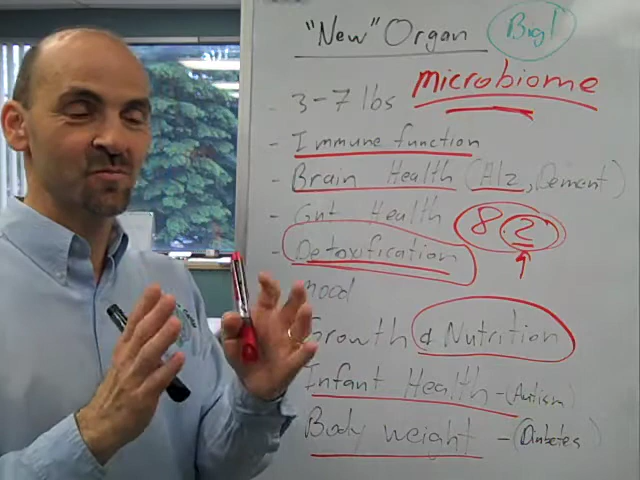 "New" Organ Big!
microbiome
- 3-7 lbs
- Immune function
- Brain Health (Alz, Dement)
- Gut Health 8 2
- Detoxification
Mood
Growth & Nutrition
Infant Health - (Autism)
Body weight - (Diabetes)